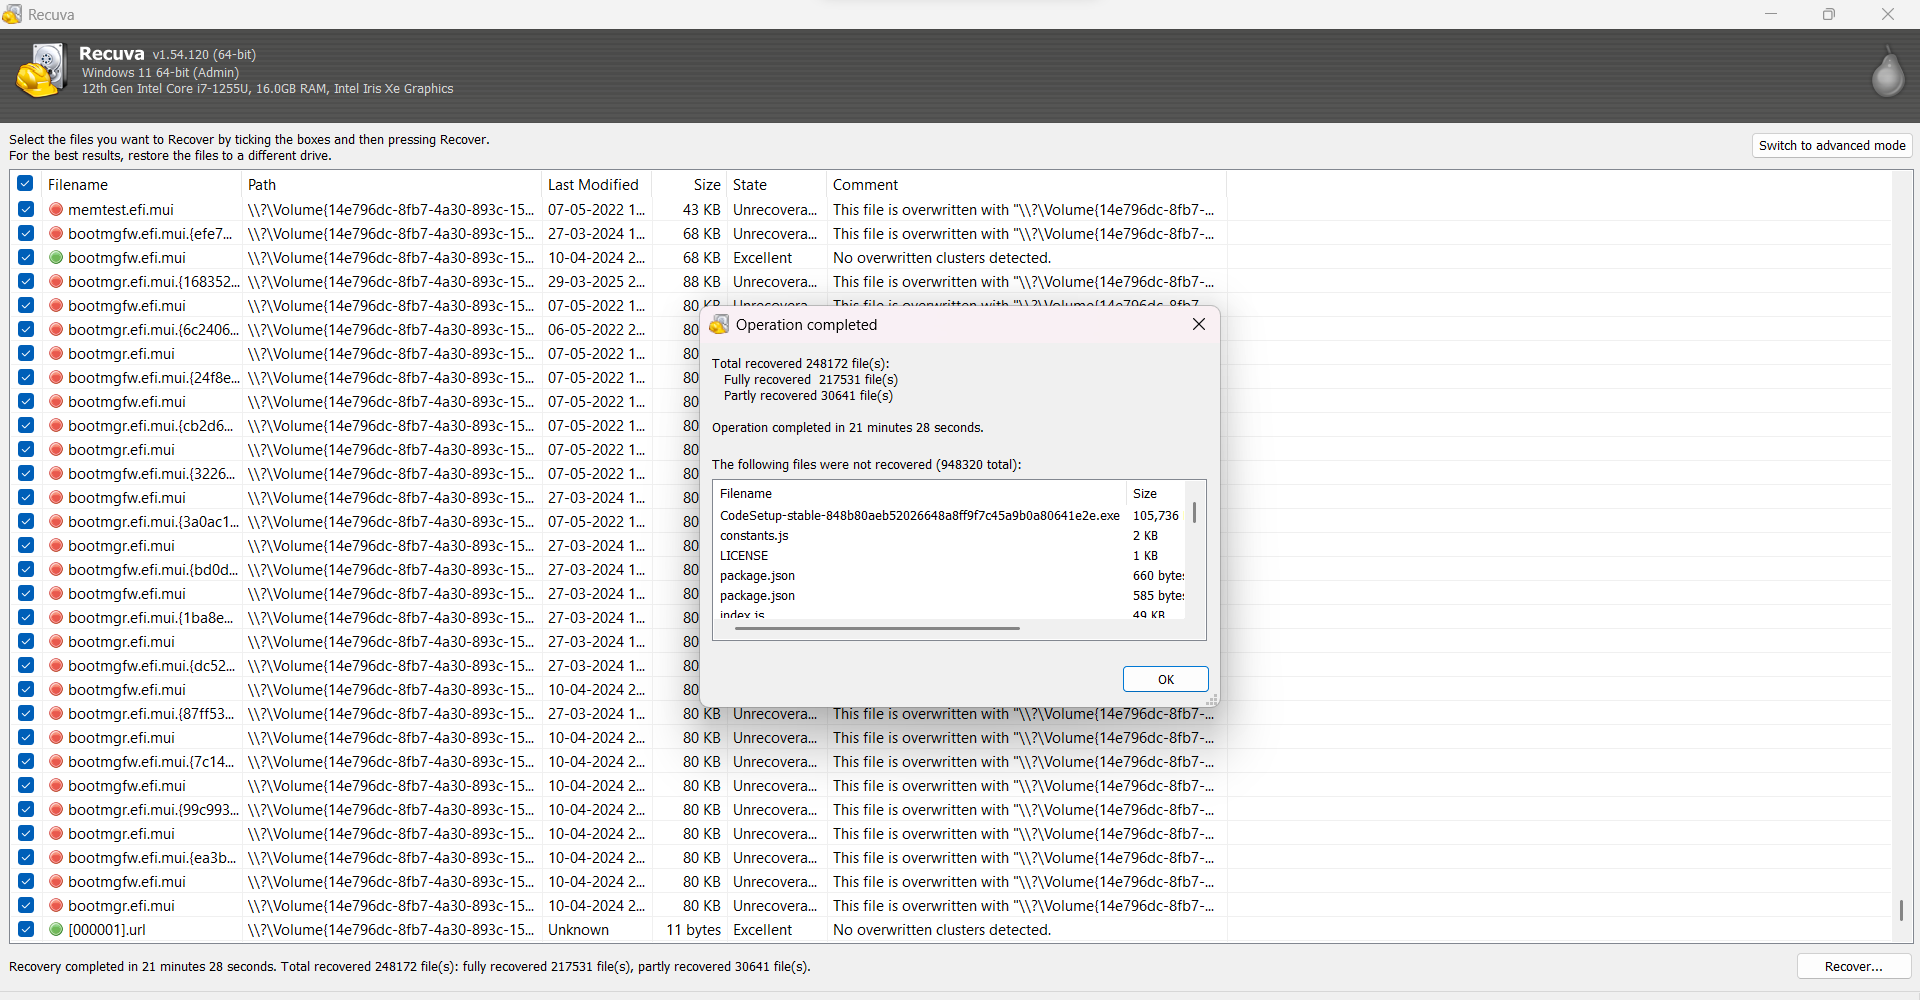 Recuva
Recuva v1.54.120 (64-bit)
Windows 11 64-bit (Admin)
12th Gen Intel Core i7-1255U, 16.0GB RAM, Intel Iris Xe Graphics
Select the files you want to Recover by ticking the boxes and then pressing Recover.
For the best results, restore the files to a different drive.
Switch to advanced mode
Filename Path Last Modified Size State Comment
memtest.efi.mui \\?\Volume{14e796dc-8fb7-4a30-893c-15... 07-05-2022 1... 43 KB Unrecovera... This file is overwritten with "\\?\Volume{14e796dc-8fb7-...
bootmgfw.efi.mui.{efe7... \\?\Volume{14e796dc-8fb7-4a30-893c-15... 27-03-2024 1... 68 KB Unrecovera... This file is overwritten with "\\?\Volume{14e796dc-8fb7-...
bootmgfw.efi.mui \\?\Volume{14e796dc-8fb7-4a30-893c-15... 10-04-2024 2... 68 KB Excellent No overwritten clusters detected.
bootmgr.efi.mui.{168352... \\?\Volume{14e796dc-8fb7-4a30-893c-15... 29-03-2025 2... 88 KB Unrecovera... This file is overwritten with "\\?\Volume{14e796dc-8fb7-...
bootmgfw.efi.mui \\?\Volume{14e796dc-8fb7-4a30-893c-15... 07-05-2022 1... 80 KB Unrecovera... This file is overwritten with "\\?\Volume{14e796dc-8fb7-...
bootmgr.efi.mui.{6c2406... \\?\Volume{14e796dc-8fb7-4a30-893c-15... 06-05-2022 2... 80
bootmgr.efi.mui \\?\Volume{14e796dc-8fb7-4a30-893c-15... 07-05-2022 1... 80
bootmgfw.efi.mui.{24f8e... \\?\Volume{14e796dc-8fb7-4a30-893c-15... 07-05-2022 1... 80
bootmgfw.efi.mui \\?\Volume{14e796dc-8fb7-4a30-893c-15... 07-05-2022 1... 80
bootmgr.efi.mui.{cb2d6... \\?\Volume{14e796dc-8fb7-4a30-893c-15... 07-05-2022 1... 80
bootmgr.efi.mui \\?\Volume{14e796dc-8fb7-4a30-893c-15... 07-05-2022 1... 80
bootmgfw.efi.mui.{3226... \\?\Volume{14e796dc-8fb7-4a30-893c-15... 07-05-2022 1... 80
bootmgfw.efi.mui \\?\Volume{14e796dc-8fb7-4a30-893c-15... 27-03-2024 1... 80
bootmgr.efi.mui.{3a0ac1... \\?\Volume{14e796dc-8fb7-4a30-893c-15... 07-05-2022 1... 80
bootmgr.efi.mui \\?\Volume{14e796dc-8fb7-4a30-893c-15... 27-03-2024 1... 80
bootmgfw.efi.mui.{bd0d... \\?\Volume{14e796dc-8fb7-4a30-893c-15... 27-03-2024 1... 80
bootmgfw.efi.mui \\?\Volume{14e796dc-8fb7-4a30-893c-15... 27-03-2024 1... 80
bootmgr.efi.mui.{1ba8e... \\?\Volume{14e796dc-8fb7-4a30-893c-15... 27-03-2024 1... 80
bootmgr.efi.mui \\?\Volume{14e796dc-8fb7-4a30-893c-15... 27-03-2024 1... 80
bootmgfw.efi.mui.{dc52... \\?\Volume{14e796dc-8fb7-4a30-893c-15... 27-03-2024 1... 80
bootmgfw.efi.mui \\?\Volume{14e796dc-8fb7-4a30-893c-15... 10-04-2024 2... 80
bootmgr.efi.mui.{87ff53... \\?\Volume{14e796dc-8fb7-4a30-893c-15... 27-03-2024 1... 80 KB Unrecovera... This file is overwritten with "\\?\Volume{14e796dc-8fb7-...
bootmgr.efi.mui \\?\Volume{14e796dc-8fb7-4a30-893c-15... 10-04-2024 2... 80 KB Unrecovera... This file is overwritten with "\\?\Volume{14e796dc-8fb7-...
bootmgfw.efi.mui.{7c14... \\?\Volume{14e796dc-8fb7-4a30-893c-15... 10-04-2024 2... 80 KB Unrecovera... This file is overwritten with "\\?\Volume{14e796dc-8fb7-...
bootmgfw.efi.mui \\?\Volume{14e796dc-8fb7-4a30-893c-15... 10-04-2024 2... 80 KB Unrecovera... This file is overwritten with "\\?\Volume{14e796dc-8fb7-...
bootmgr.efi.mui.{99c993... \\?\Volume{14e796dc-8fb7-4a30-893c-15... 10-04-2024 2... 80 KB Unrecovera... This file is overwritten with "\\?\Volume{14e796dc-8fb7-...
bootmgr.efi.mui \\?\Volume{14e796dc-8fb7-4a30-893c-15... 10-04-2024 2... 80 KB Unrecovera... This file is overwritten with "\\?\Volume{14e796dc-8fb7-...
bootmgfw.efi.mui.{ea3b... \\?\Volume{14e796dc-8fb7-4a30-893c-15... 10-04-2024 2... 80 KB Unrecovera... This file is overwritten with "\\?\Volume{14e796dc-8fb7-...
bootmgfw.efi.mui \\?\Volume{14e796dc-8fb7-4a30-893c-15... 10-04-2024 2... 80 KB Unrecovera... This file is overwritten with "\\?\Volume{14e796dc-8fb7-...
bootmgr.efi.mui \\?\Volume{14e796dc-8fb7-4a30-893c-15... 10-04-2024 2... 80 KB Unrecovera... This file is overwritten with "\\?\Volume{14e796dc-8fb7-...
[000001].url \\?\Volume{14e796dc-8fb7-4a30-893c-15... Unknown 11 bytes Excellent No overwritten clusters detected.
Operation completed
Total recovered 248172 file(s):
Fully recovered 217531 file(s)
Partly recovered 30641 file(s)
Operation completed in 21 minutes 28 seconds.
The following files were not recovered (948320 total):
Filename Size
CodeSetup-stable-848b80aeb52026648a8ff9f7c45a9b0a80641e2e.exe 105,736
constants.js 2 KB
LICENSE 1 KB
package.json 660 bytes
package.json 585 bytes
index.js 49 KB
OK
Recovery completed in 21 minutes 28 seconds. Total recovered 248172 file(s): fully recovered 217531 file(s), partly recovered 30641 file(s).
Recover...